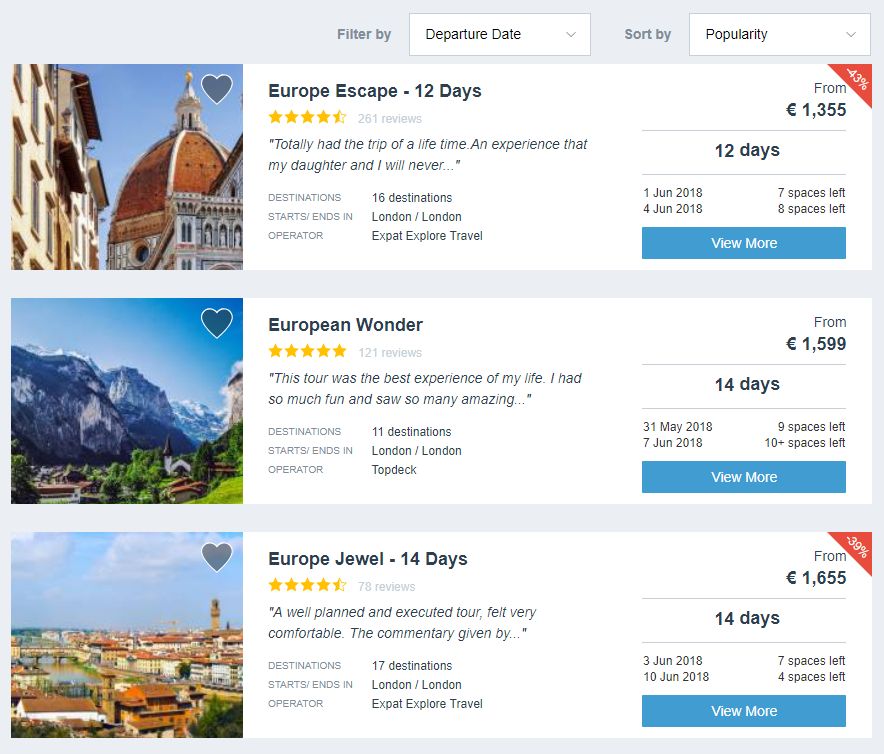 Filter by Departure Date Sort by Popularity
Europe Escape - 12 Days
261 reviews
"Totally had the trip of a life time.An experience that
my daughter and I will never..."
DESTINATIONS 16 destinations
STARTS/ ENDS IN London / London
OPERATOR Expat Explore Travel
-43%
From
€ 1,355
12 days
1 Jun 2018 7 spaces left
4 Jun 2018 8 spaces left
View More
European Wonder
121 reviews
"This tour was the best experience of my life. I had
so much fun and saw so many amazing..."
DESTINATIONS 11 destinations
STARTS/ ENDS IN London / London
OPERATOR Topdeck
From
€ 1,599
14 days
31 May 2018 9 spaces left
7 Jun 2018 10+ spaces left
View More
Europe Jewel - 14 Days
78 reviews
"A well planned and executed tour, felt very
comfortable. The commentary given by..."
DESTINATIONS 17 destinations
STARTS/ ENDS IN London / London
OPERATOR Expat Explore Travel
-39%
From
€ 1,655
14 days
3 Jun 2018 7 spaces left
10 Jun 2018 4 spaces left
View More